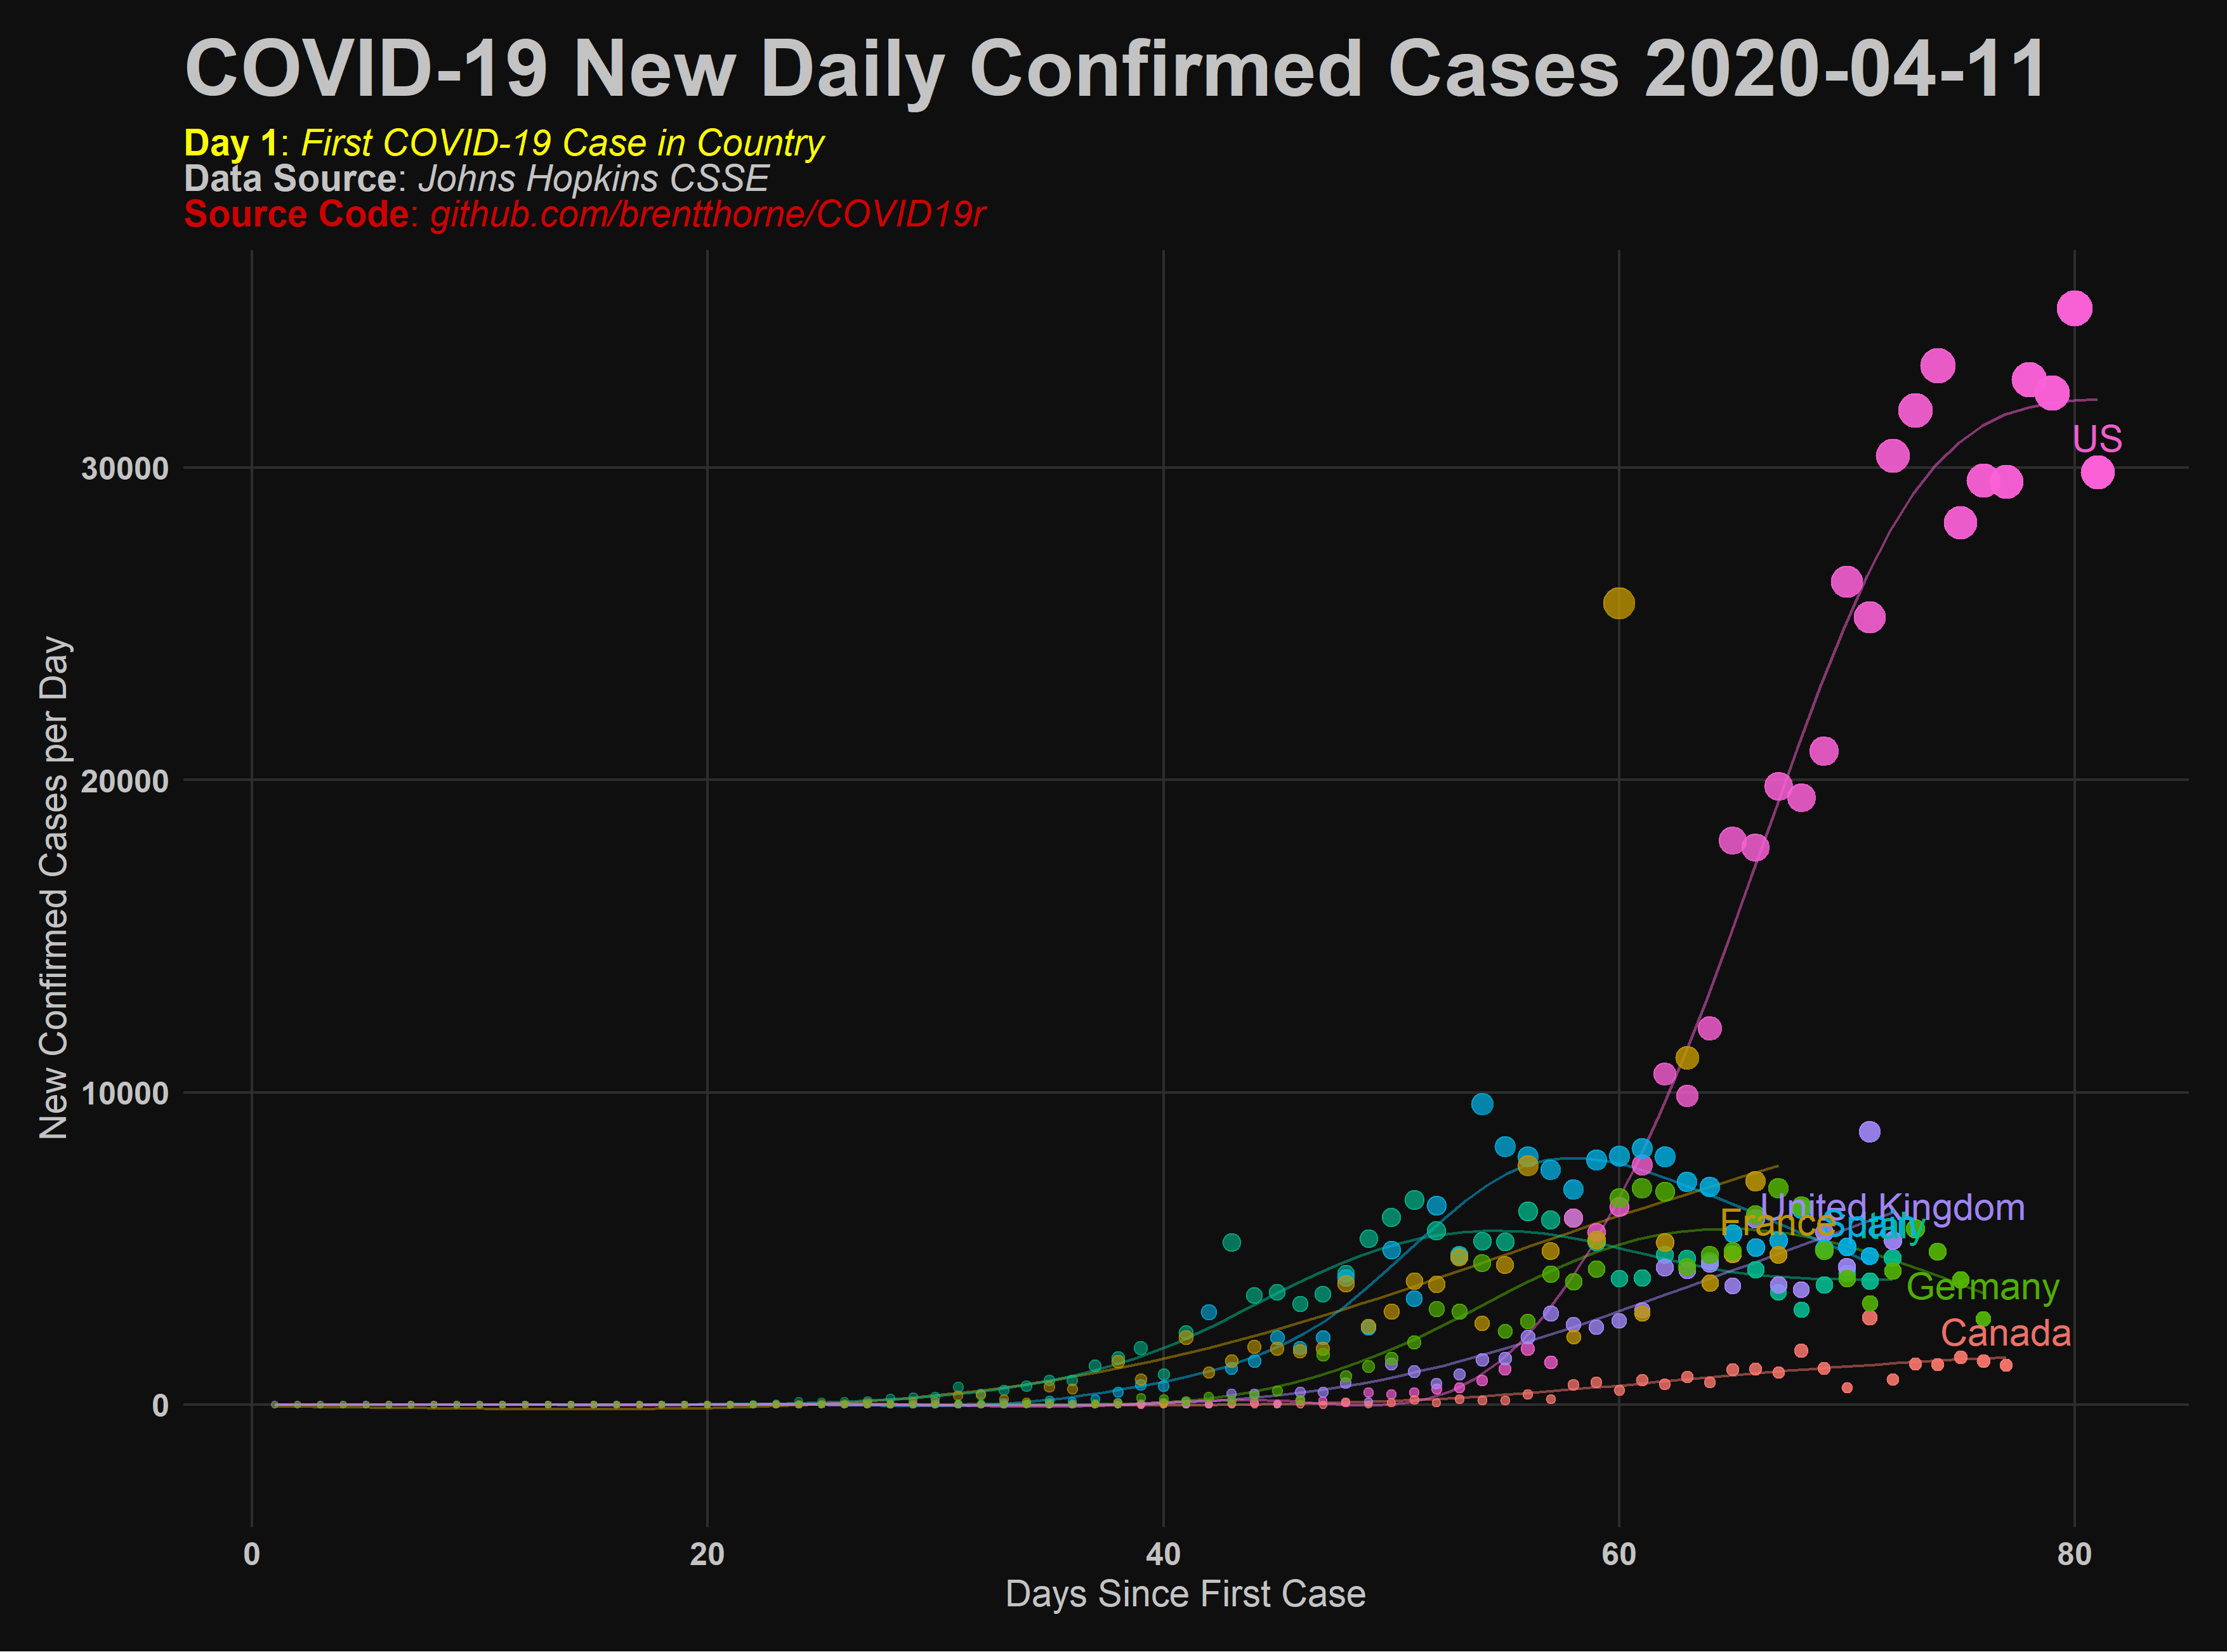 COVID-19 New Daily Confirmed Cases 2020-04-11
Day 1: First COVID-19 Case in Country
Data Source: Johns Hopkins CSSE
Source Code: github.com/brentthorne/COVID19r
New Confirmed Cases per Day
30000
20000
10000
0
US
United Kingdom
France
Germany
Canada
0
20
40
60
80
Days Since First Case